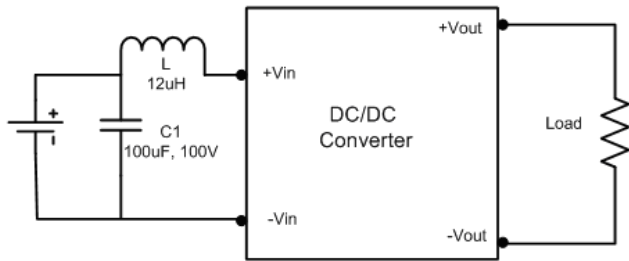 +Vout
L
12uH
+Vin
+
-
C1
100uF, 100V
DC/DC
Converter
Load
-Vin
-Vout